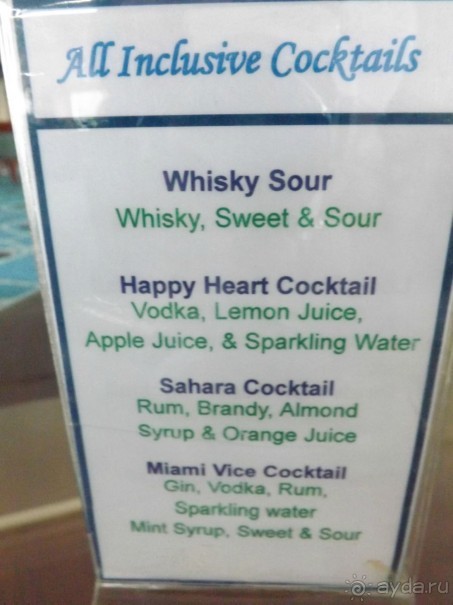 All Inclusive Cocktails
Whisky Sour
Whisky, Sweet & Sour
Happy Heart Cocktail
Vodka, Lemon Juice,
Apple Juice, & Sparkling Water
Sahara Cocktail
Rum, Brandy, Almond
Syrup & Orange Juice
Miami Vice Cocktail
Gin, Vodka, Rum,
Sparkling water
Mint Syrup, Sweet & Sour
ayda.ru